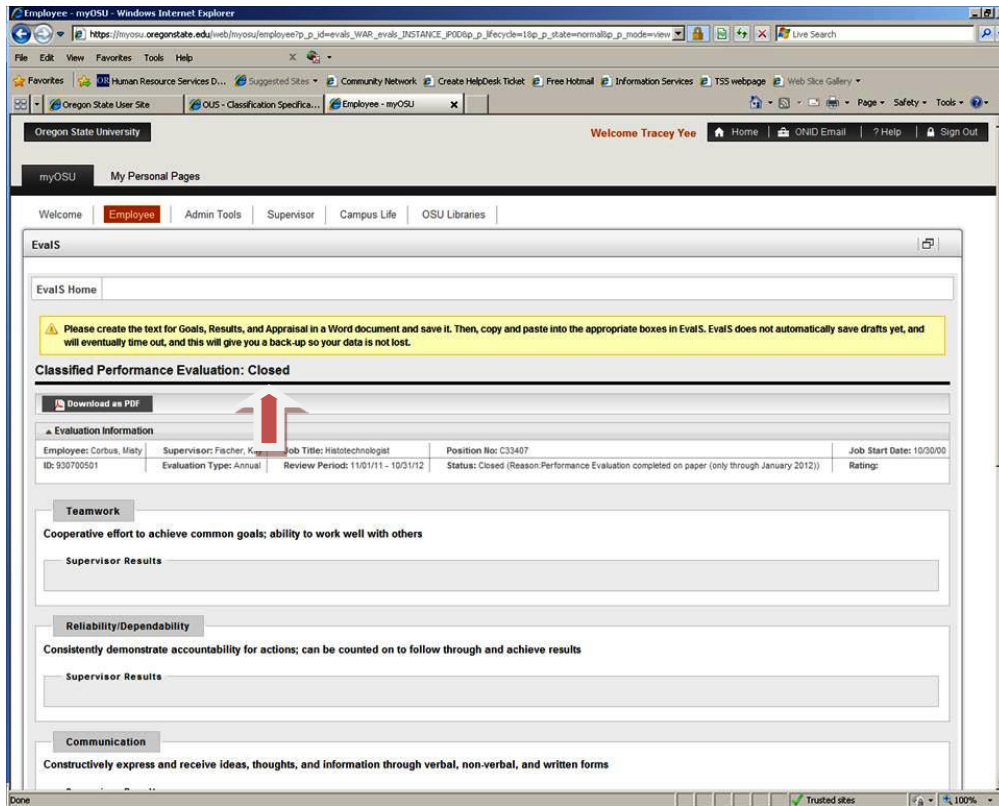 Employee - myOSU - Windows Internet Explorer
https://myosu.oregonstate.edu/web/myosu/employee?p_p_id=evals_WAR_evals_INSTANCE_iP0D&p_p_lifecycle=1&p_p_state=normal&p_p_mode=view
Live Search
File Edit View Favorites Tools Help
Favorites OR Human Resource Services D... Suggested Sites Community Network Create HelpDesk Ticket Free Hotmail Information Services TSS webpage Web Slice Gallery
Oregon State User Site OUS - Classification Specifica... Employee - myOSU Page Safety Tools
Oregon State University Welcome Tracey Yee Home ONID Email ? Help Sign Out
myOSU My Personal Pages
Welcome Employee Admin Tools Supervisor Campus Life OSU Libraries
EvalS
EvalS Home
Please create the text for Goals, Results, and Appraisal in a Word document and save it. Then, copy and paste into the appropriate boxes in EvalS. EvalS does not automatically save drafts yet, and
will eventually time out, and this will give you a back-up so your data is not lost.
Classified Performance Evaluation: Closed
Download as PDF
Evaluation Information
Employee: Corbus, Misty Supervisor: Fischer, Job Title: Histotechnologist Position No: C33407 Job Start Date: 10/30/00
ID: 930700501 Evaluation Type: Annual Review Period: 11/01/11 - 10/31/12 Status: Closed (Reason:Performance Evaluation completed on paper (only through January 2012)) Rating:
Teamwork
Cooperative effort to achieve common goals; ability to work well with others
Supervisor Results
Reliability/Dependability
Consistently demonstrate accountability for actions; can be counted on to follow through and achieve results
Supervisor Results
Communication
Constructively express and receive ideas, thoughts, and information through verbal, non-verbal, and written forms
Done Trusted sites 100%